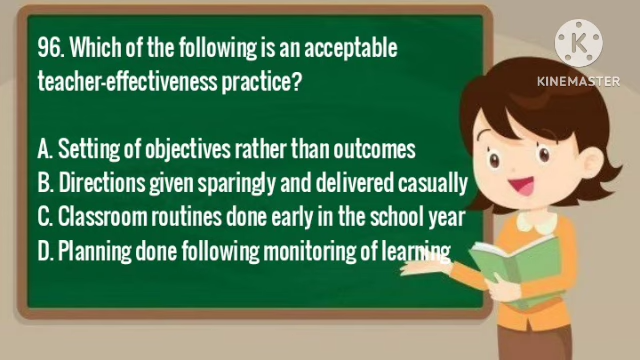 96. Which of the following is an acceptable
teacher-effectiveness practice?
A. Setting of objectives rather than outcomes
B. Directions given sparingly and delivered casually
C. Classroom routines done early in the school year
D. Planning done following monitoring of learning
K
KINEMASTER